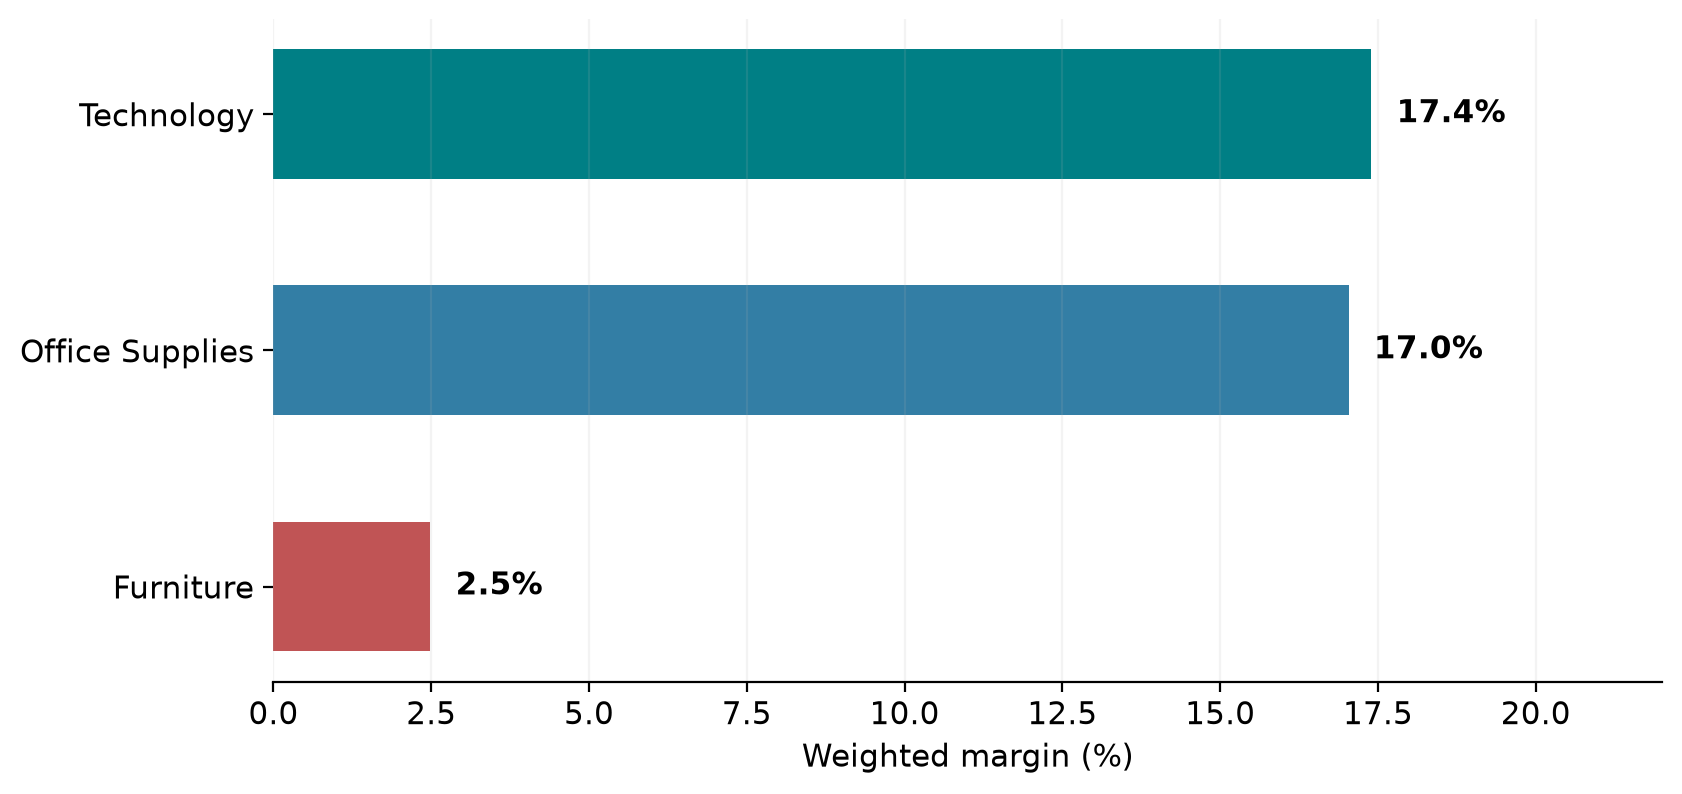 Technology
17.4%
Office Supplies
17.0%
Furniture
2.5%
0.0 2.5 5.0 7.5 10.0 12.5 15.0 17.5 20.0
Weighted margin (%)